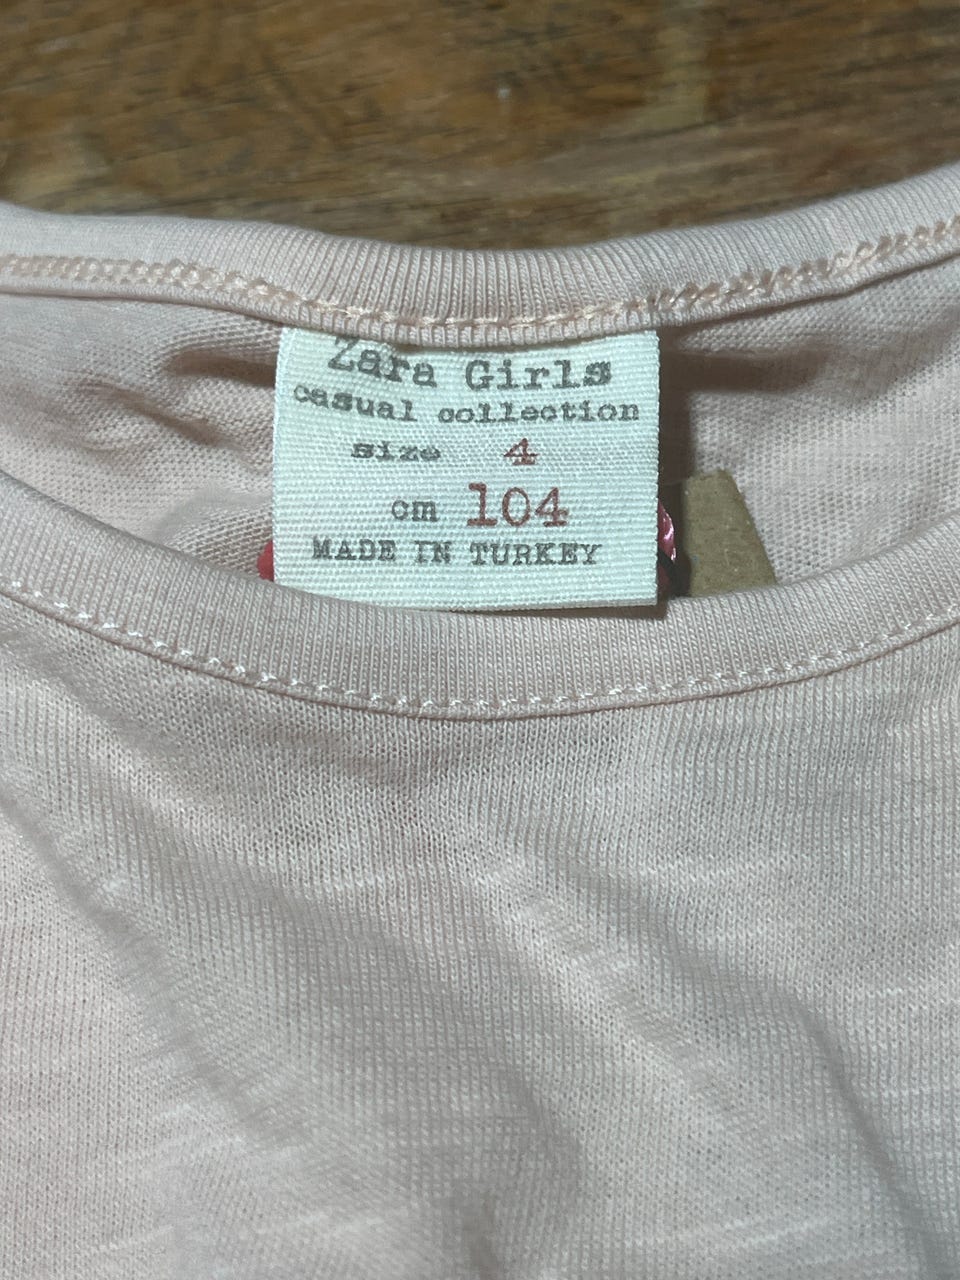 Zara Girls
casual collection
size 4
cm 104
MADE IN TURKEY